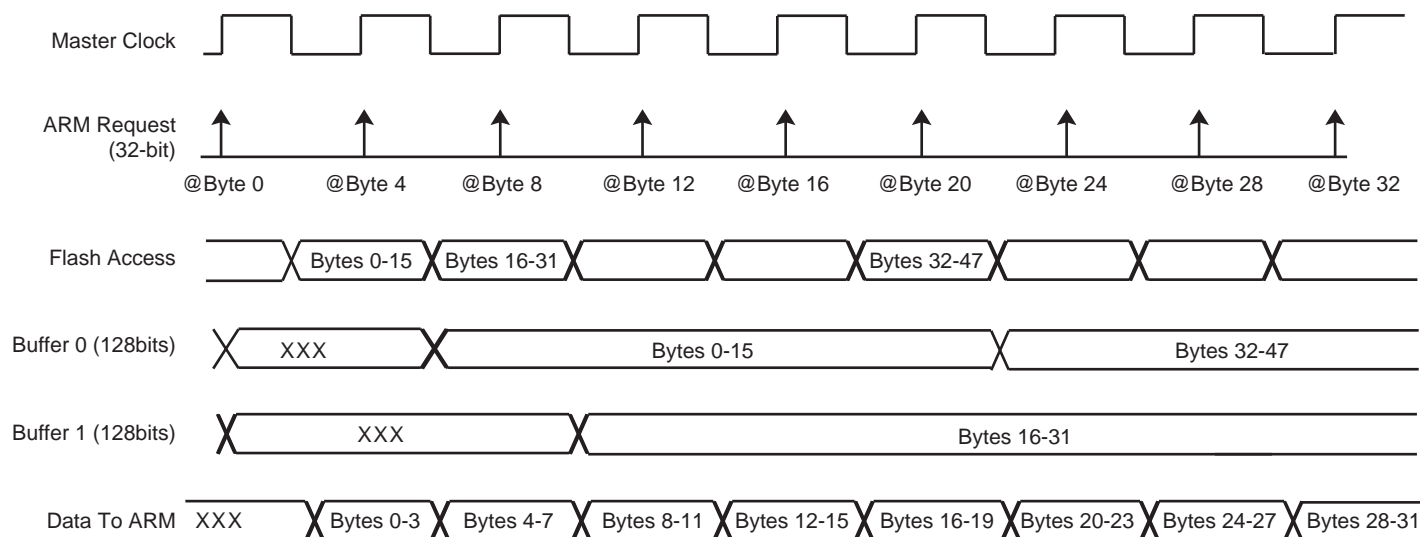 Master Clock
ARM Request
(32-bit)
@Byte 0 @Byte 4 @Byte 8 @Byte 12 @Byte 16 @Byte 20 @Byte 24 @Byte 28 @Byte 32
Flash Access Bytes 0-15 Bytes 16-31 Bytes 32-47
Buffer 0 (128bits) XXX Bytes 0-15 Bytes 32-47
Buffer 1 (128bits) XXX Bytes 16-31
Data To ARM XXX Bytes 0-3 Bytes 4-7 Bytes 8-11 Bytes 12-15 Bytes 16-19 Bytes 20-23 Bytes 24-27 Bytes 28-31